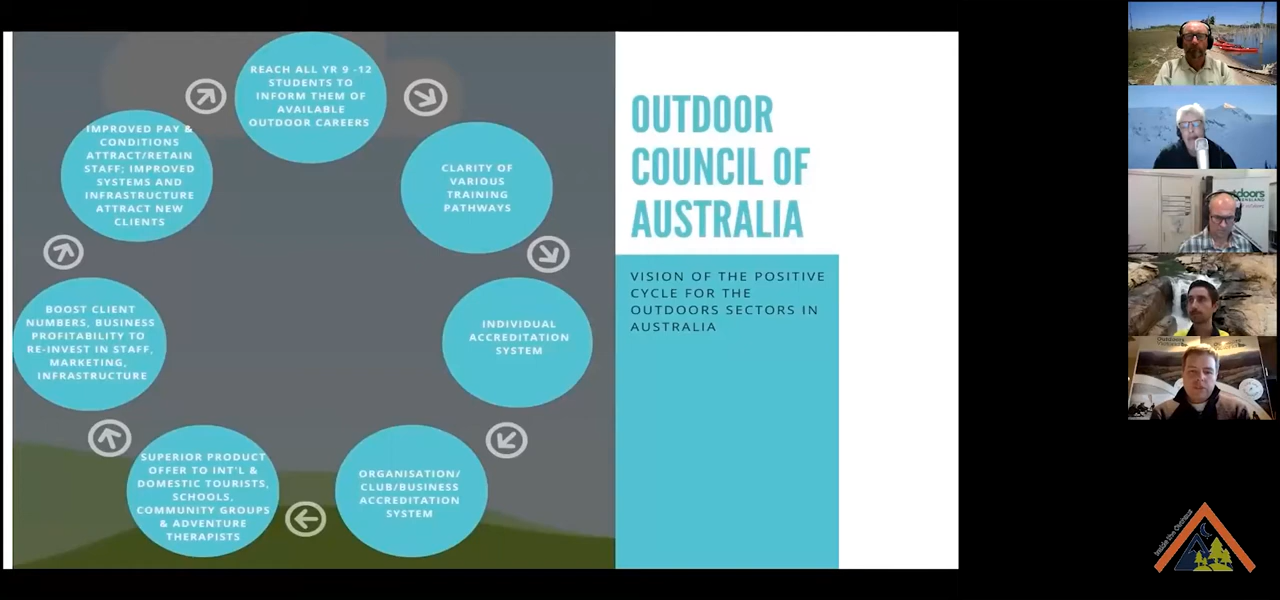 REACH ALL YR 9 -12
STUDENTS TO
INFORM THEM OF
AVAILABLE
OUTDOOR CAREERS
CLARITY OF
VARIOUS
TRAINING
PATHWAYS
INDIVIDUAL
ACCREDITATION
SYSTEM
ORGANISATION/
CLUB/BUSINESS
ACCREDITATION
SYSTEM
SUPERIOR PRODUCT
OFFER TO INT'L &
DOMESTIC TOURISTS,
SCHOOLS,
COMMUNITY GROUPS
& ADVENTURE
THERAPISTS
BOOST CLIENT
NUMBERS, BUSINESS
PROFITABILITY TO
RE-INVEST IN STAFF,
MARKETING,
INFRASTRUCTURE
IMPROVED PAY &
CONDITIONS
ATTRACT/RETAIN
STAFF; IMPROVED
SYSTEMS AND
INFRASTRUCTURE
ATTRACT NEW
CLIENTS
OUTDOOR
COUNCIL OF
AUSTRALIA
VISION OF THE POSITIVE
CYCLE FOR THE
OUTDOORS SECTORS IN
AUSTRALIA
Inside the